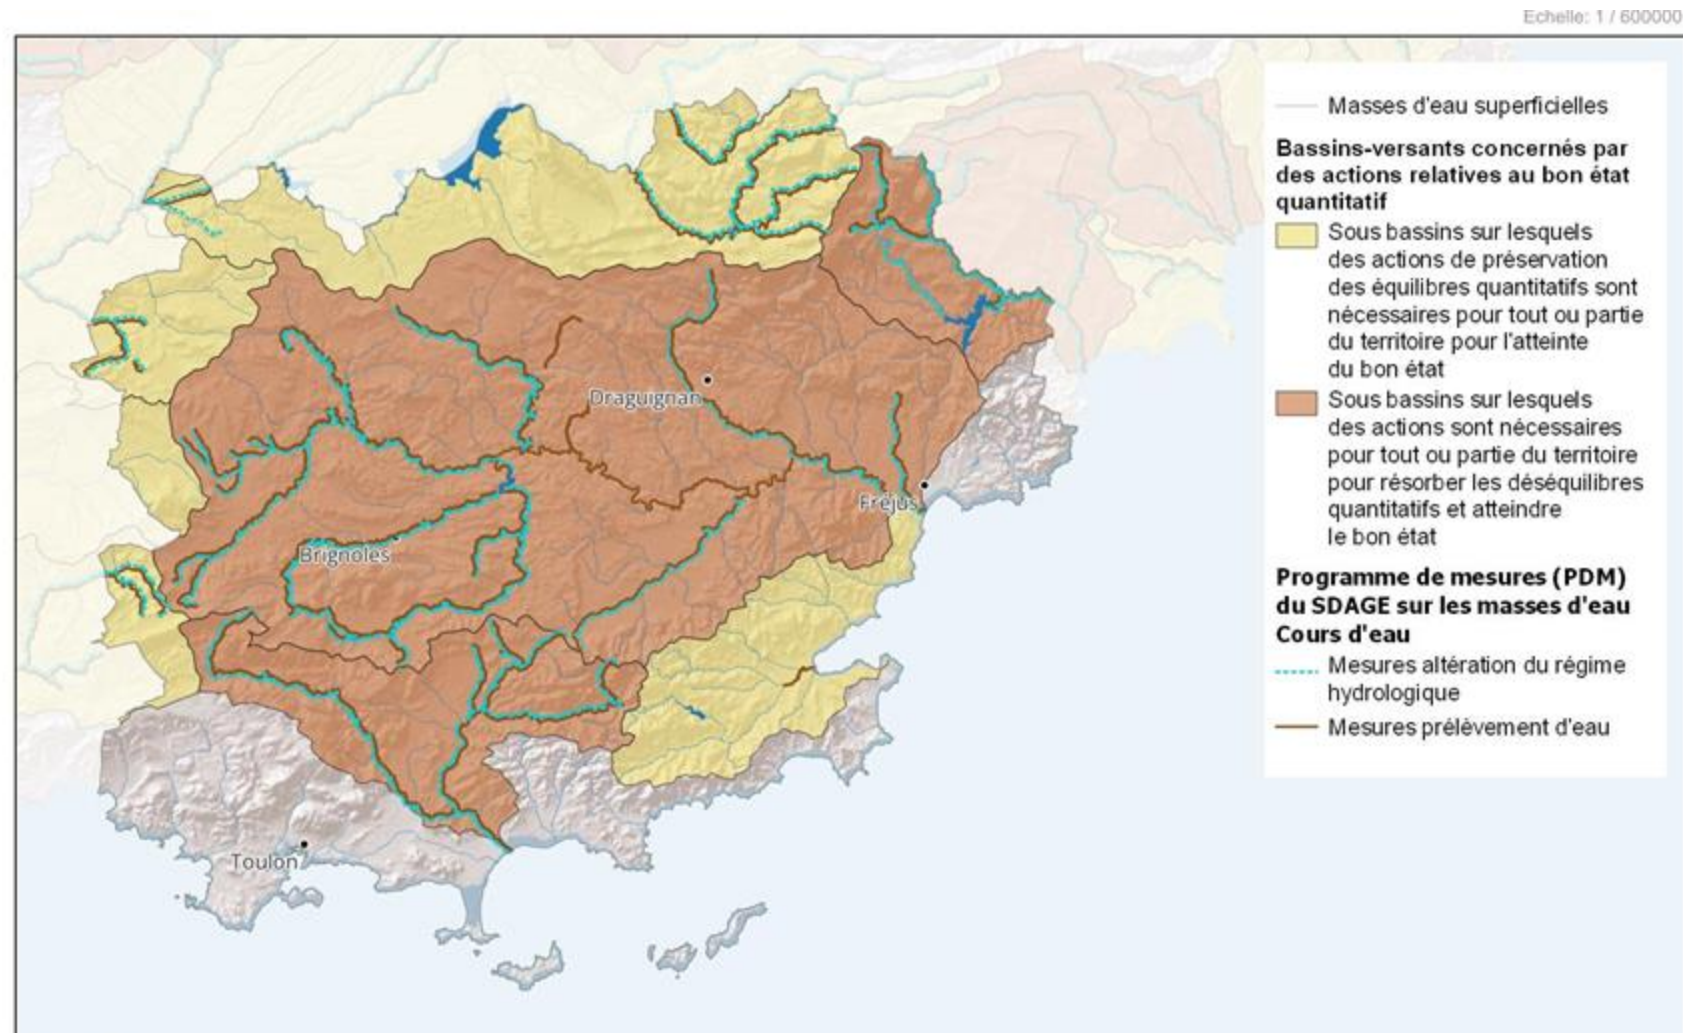 Echelle: 1 / 600000
Masses d'eau superficielles
Bassins-versants concernés par
des actions relatives au bon état
quantitatif
Sous bassins sur lesquels
des actions de préservation
des équilibres quantitatifs sont
nécessaires pour tout ou partie
du territoire pour l'atteinte
du bon état
Sous bassins sur lesquels
des actions sont nécessaires
pour tout ou partie du territoire
pour résorber les déséquilibres
quantitatifs et atteindre
le bon état
Programme de mesures (PDM)
du SDAGE sur les masses d'eau
Cours d'eau
Mesures altération du régime
hydrologique
Mesures prélèvement d'eau
Draguignan
Fréjus
Brignoles
Toulon